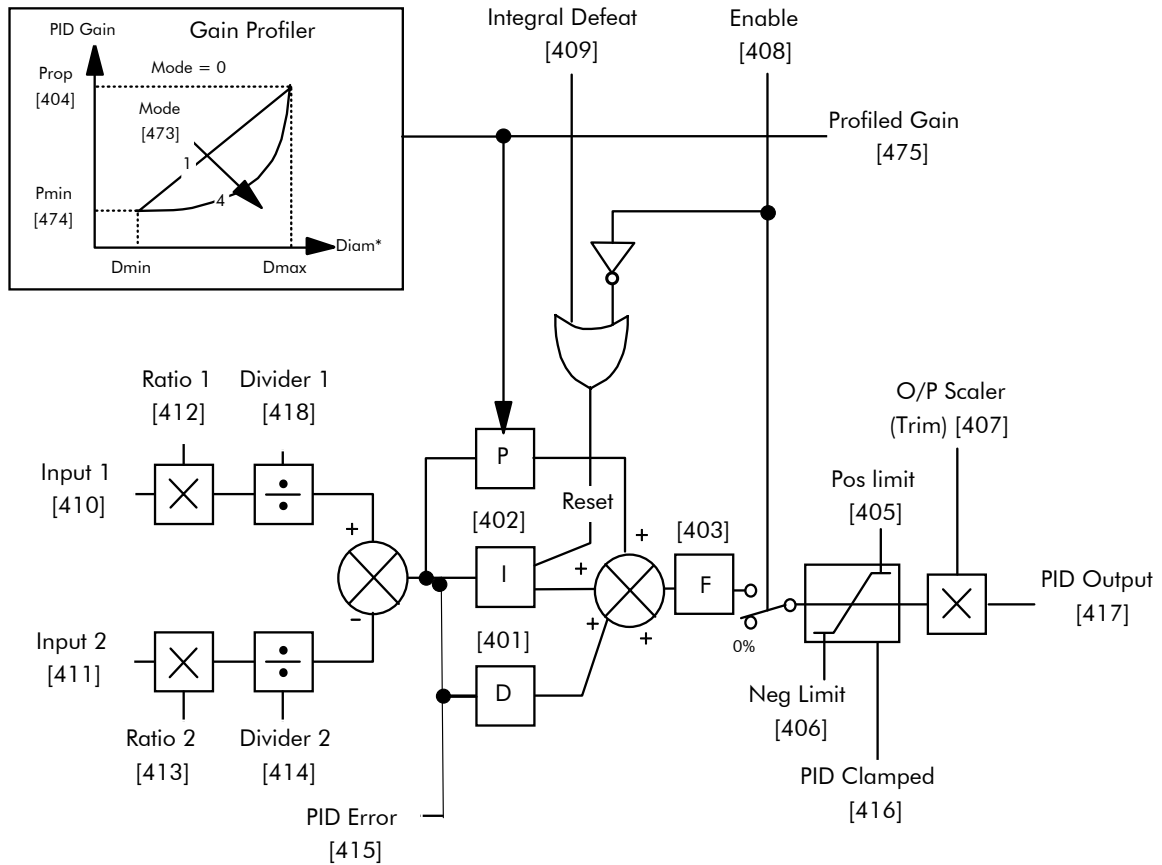 PID Gain
Gain Profiler
Prop
[404]
Mode = 0
Mode
[473]
1
4
Pmin
[474]
Dmin
Dmax
Diam*
Integral Defeat
[409]
Enable
[408]
Profiled Gain
[475]
Ratio 1
[412]
Divider 1
[418]
Input 1
[410]
+
-
Input 2
[411]
Ratio 2
[413]
Divider 2
[414]
PID Error
[415]
P
Reset
[402]
I
[401]
D
+
+
+
+
[403]
F
0%
O/P Scaler
(Trim) [407]
Pos limit
[405]
Neg Limit
[406]
PID Clamped
[416]
PID Output
[417]